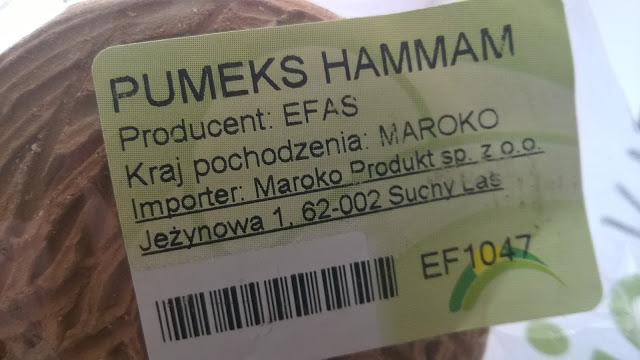 PUMEKS HAMMAM
Producent: EFAS
Kraj pochodzenia: MAROKO
Importer: Maroko Produkt sp. z o.o.
Jeżynowa 1, 62-002 Suchy Las
EF1047